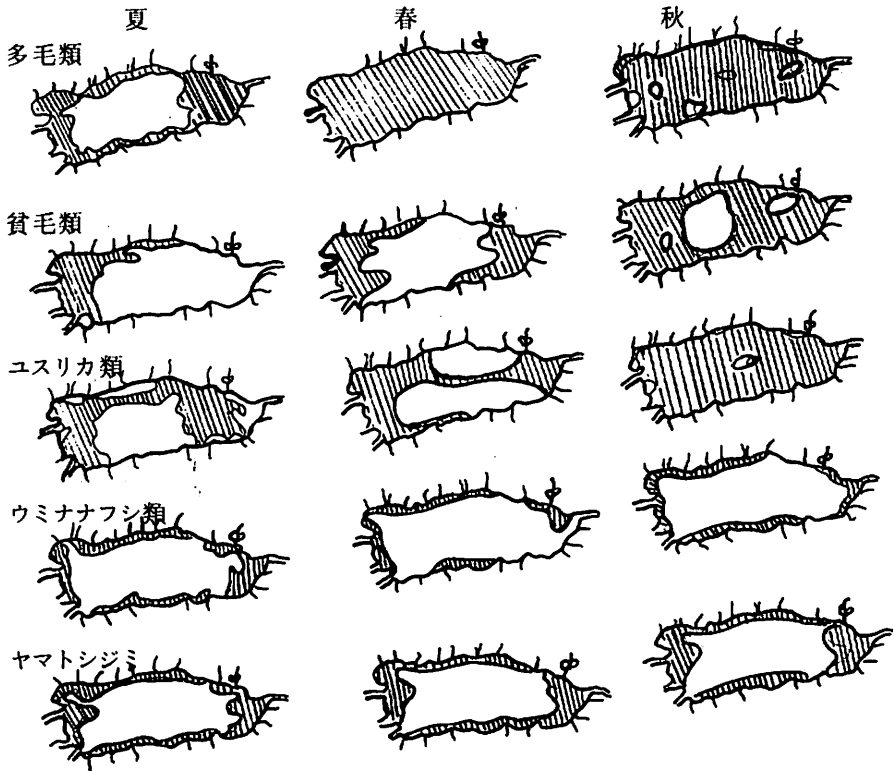 夏 春 秋
多毛類
貧毛類
ユスリカ類
ウミナナフシ類
ヤマトシジミ